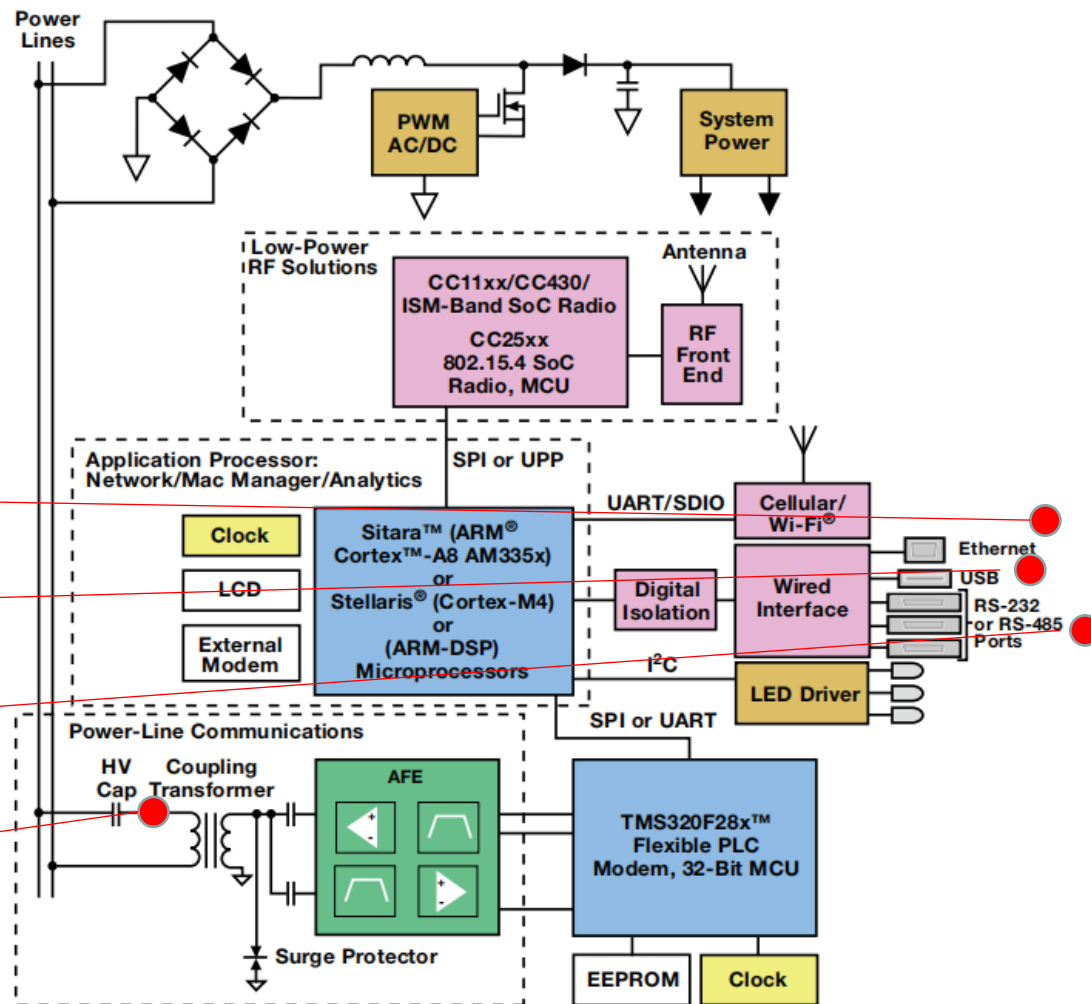 Power
Lines
PWM
AC/DC
System
Power
Low-Power
RF Solutions
CC11xx/CC430/
ISM-Band SoC Radio
CC25xx
802.15.4 SoC
Radio, MCU
Antenna
RF
Front
End
SPI or UPP
Application Processor:
Network/Mac Manager/Analytics
Clock
LCD
External
Modem
Sitara™ (ARM®
Cortex™-A8 AM335x)
or
Stellaris® (Cortex-M4)
or
(ARM-DSP)
Microprocessors
UART/SDIO
Cellular/
Wi-Fi®
Digital
Isolation
Wired
Interface
Ethernet
USB
RS-232
or RS-485
Ports
I²C
LED Driver
SPI or UART
Power-Line Communications
HV
Cap
Coupling
Transformer
AFE
+
-
+
-
Surge Protector
TMS320F28x™
Flexible PLC
Modem, 32-Bit MCU
EEPROM
Clock